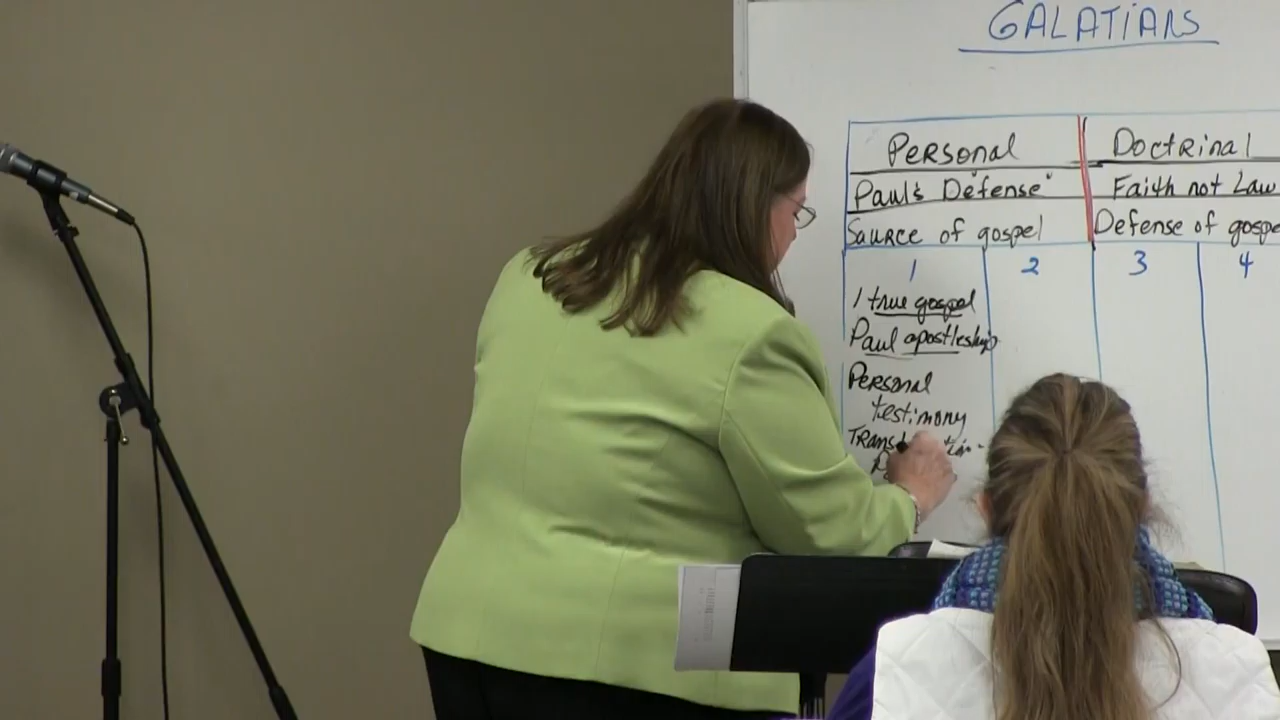 GALATIANS
Personal Doctrinal
Paul's Defense Faith not Law
Source of gospel Defense of gospe
1 2 3 4
1 true gospel
Paul apostleship
Personal
testimony